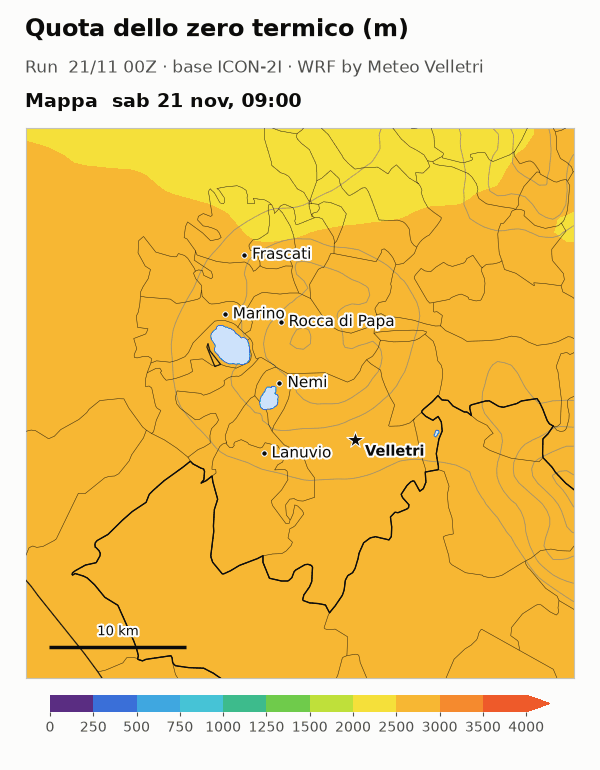 Quota dello zero termico (m)
Run  21/11 00Z · base ICON-2I · WRF by Meteo Velletri
Mappa  sab 21 nov, 09:00
Frascati
Marino
Rocca di Papa
Nemi
Velletri
Lanuvio
10 km
0 250 500 750 1000 1250 1500 2000 2500 3000 3500 4000